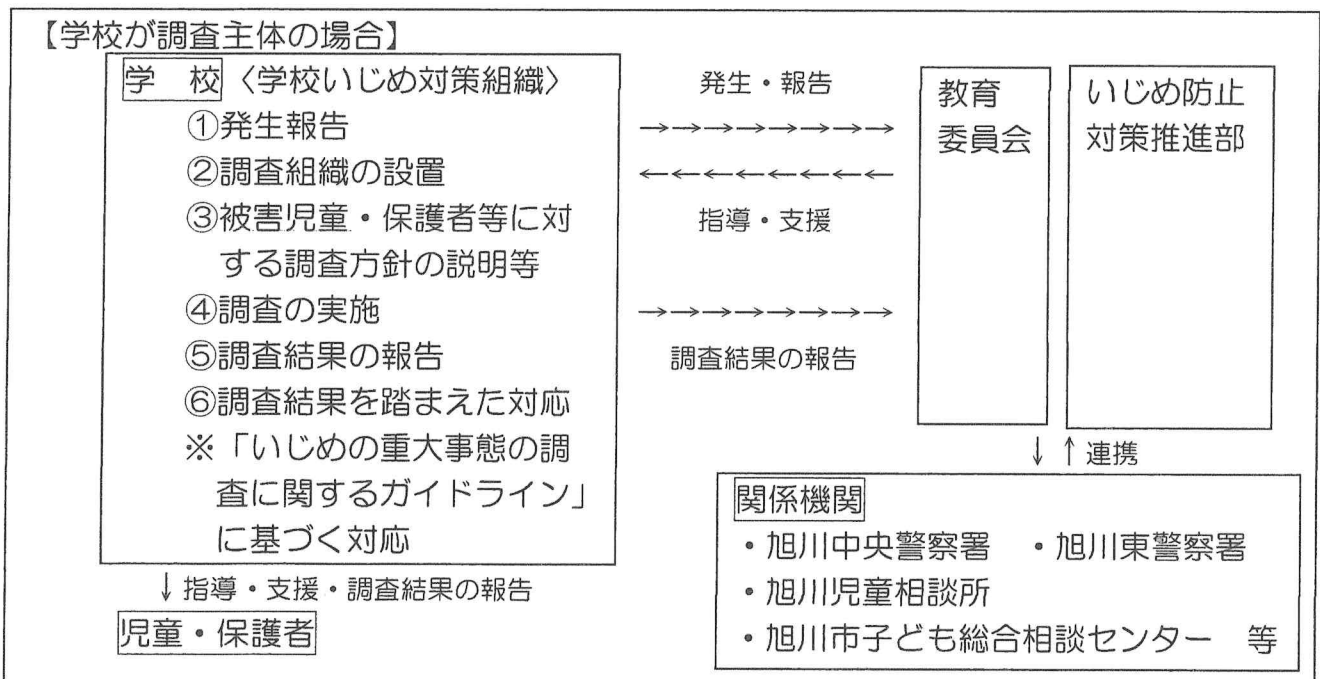 【学校が調査主体の場合】
学　校〈学校いじめ対策組織〉
①発生報告
②調査組織の設置
③被害児童・保護者等に対
する調査方針の説明等
④調査の実施
⑤調査結果の報告
⑥調査結果を踏まえた対応
※「いじめの重大事態の調
査に関するガイドライン」
に基づく対応
↓指導・支援・調査結果の報告
児童・保護者
発生・報告
→→→→→→→→
←←←←←←←←
指導・支援
→→→→→→→→
調査結果の報告
教育
委員会
いじめ防止
対策推進部
↓↑連携
関係機関
・旭川中央警察署　・旭川東警察署
・旭川児童相談所
・旭川市子ども総合相談センター　等